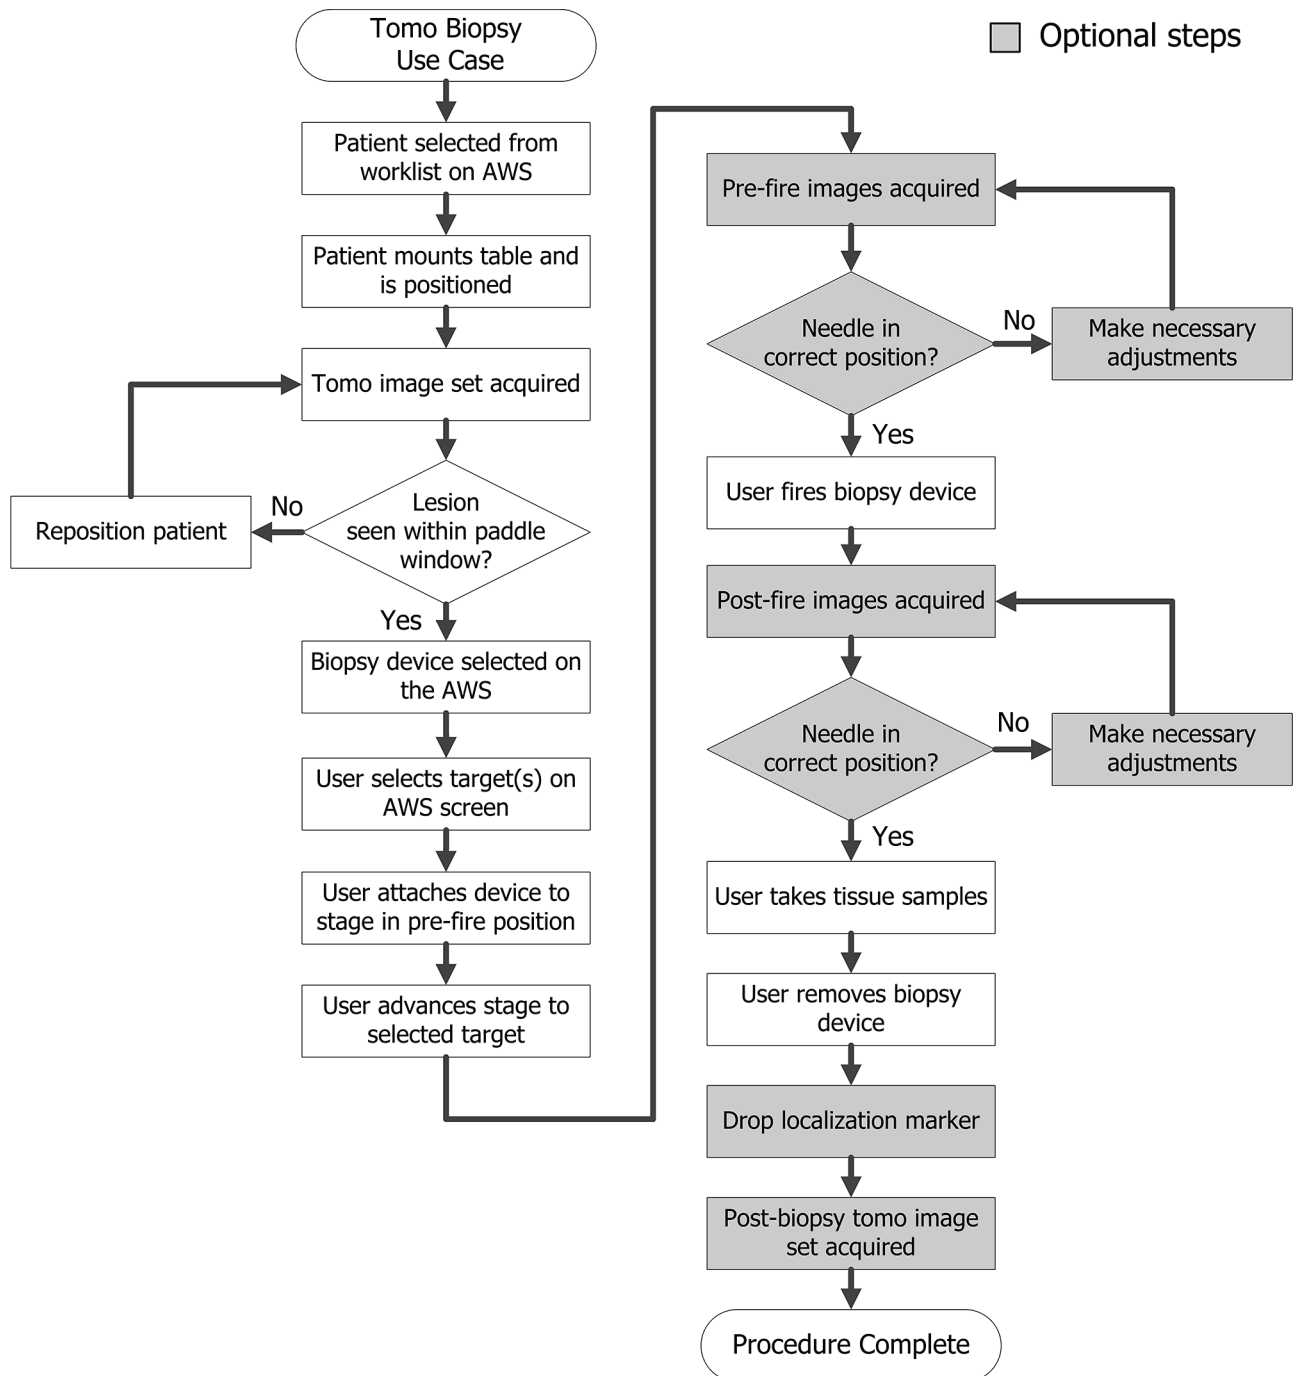 Tomo Biopsy
Use Case
Optional steps
Patient selected from
worklist on AWS
Patient mounts table and
is positioned
Tomo image set acquired
Lesion
seen within paddle
window?
No
Reposition patient
Yes
Biopsy device selected on
the AWS
User selects target(s) on
AWS screen
User attaches device to
stage in pre-fire position
User advances stage to
selected target
Pre-fire images acquired
Needle in
correct position?
No
Make necessary
adjustments
Yes
User fires biopsy device
Post-fire images acquired
Needle in
correct position?
No
Make necessary
adjustments
Yes
User takes tissue samples
User removes biopsy
device
Drop localization marker
Post-biopsy tomo image
set acquired
Procedure Complete